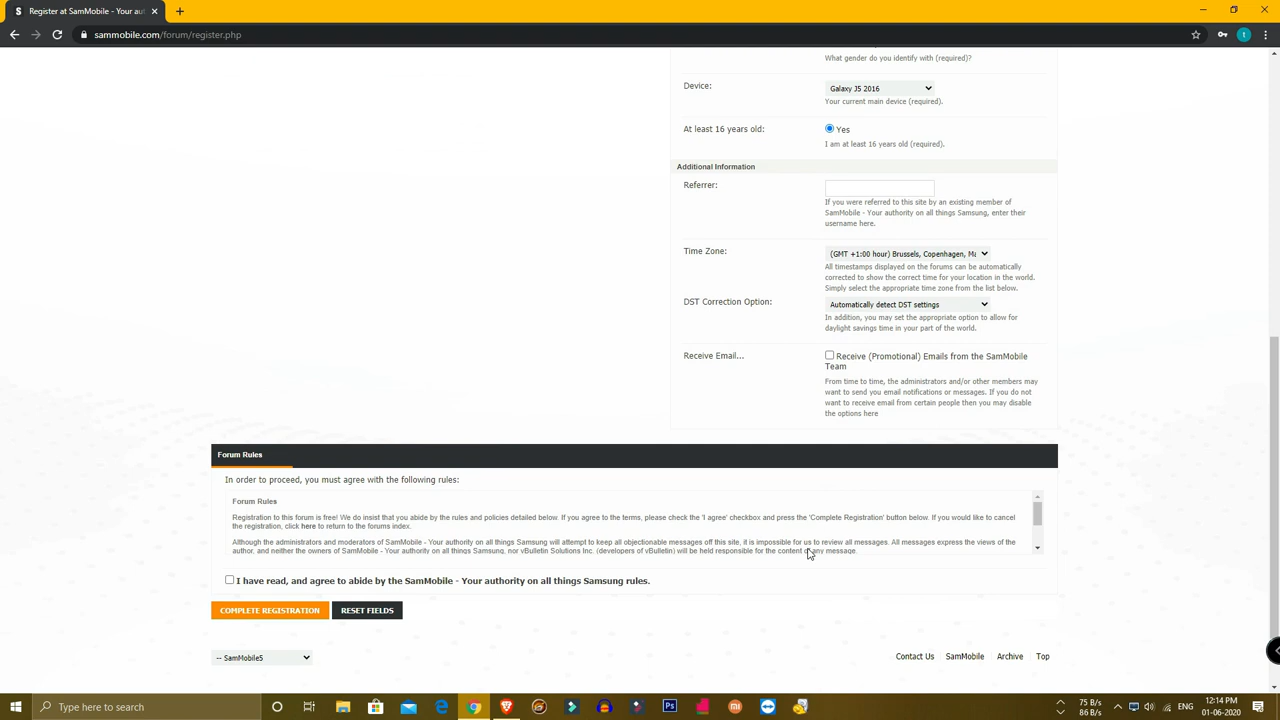 Register at SamMobile - Your aut
sammobile.com/forum/register.php
What gender do you identify with (required)?
Device:
Galaxy J5 2016
Your current main device (required).
At least 16 years old:
Yes
I am at least 16 years old (required).
Additional Information
Referrer:
If you were referred to this site by an existing member of
SamMobile - Your authority on all things Samsung, enter their
username here.
Time Zone:
(GMT +1:00 hour) Brussels, Copenhagen, Ma
All timestamps displayed on the forums can be automatically
corrected to show the correct time for your location in the world.
Simply select the appropriate time zone from the list below.
DST Correction Option:
Automatically detect DST settings
In addition, you may set the appropriate option to allow for
daylight savings time in your part of the world.
Receive Email...
Receive (Promotional) Emails from the SamMobile
Team
From time to time, the administrators and/or other members may
want to send you email notifications or messages. If you do not
want to receive email from certain people then you may disable
the options here
Forum Rules
In order to proceed, you must agree with the following rules:
Forum Rules
Registration to this forum is free! We do insist that you abide by the rules and policies detailed below. If you agree to the terms, please check the 'I agree' checkbox and press the 'Complete Registration' button below. If you would like to cancel
the registration, click here to return to the forums index.
Although the administrators and moderators of SamMobile - Your authority on all things Samsung will attempt to keep all objectionable messages off this site, it is impossible for us to review all messages. All messages express the views of the
author, and neither the owners of SamMobile - Your authority on all things Samsung, nor vBulletin Solutions Inc. (developers of vBulletin) will be held responsible for the content of any message.
I have read, and agree to abide by the SamMobile - Your authority on all things Samsung rules.
COMPLETE REGISTRATION
RESET FIELDS
-- SamMobile5
Contact Us
SamMobile
Archive
Top
Type here to search
75 B/s
86 B/s
ENG
12:14 PM
01-06-2020